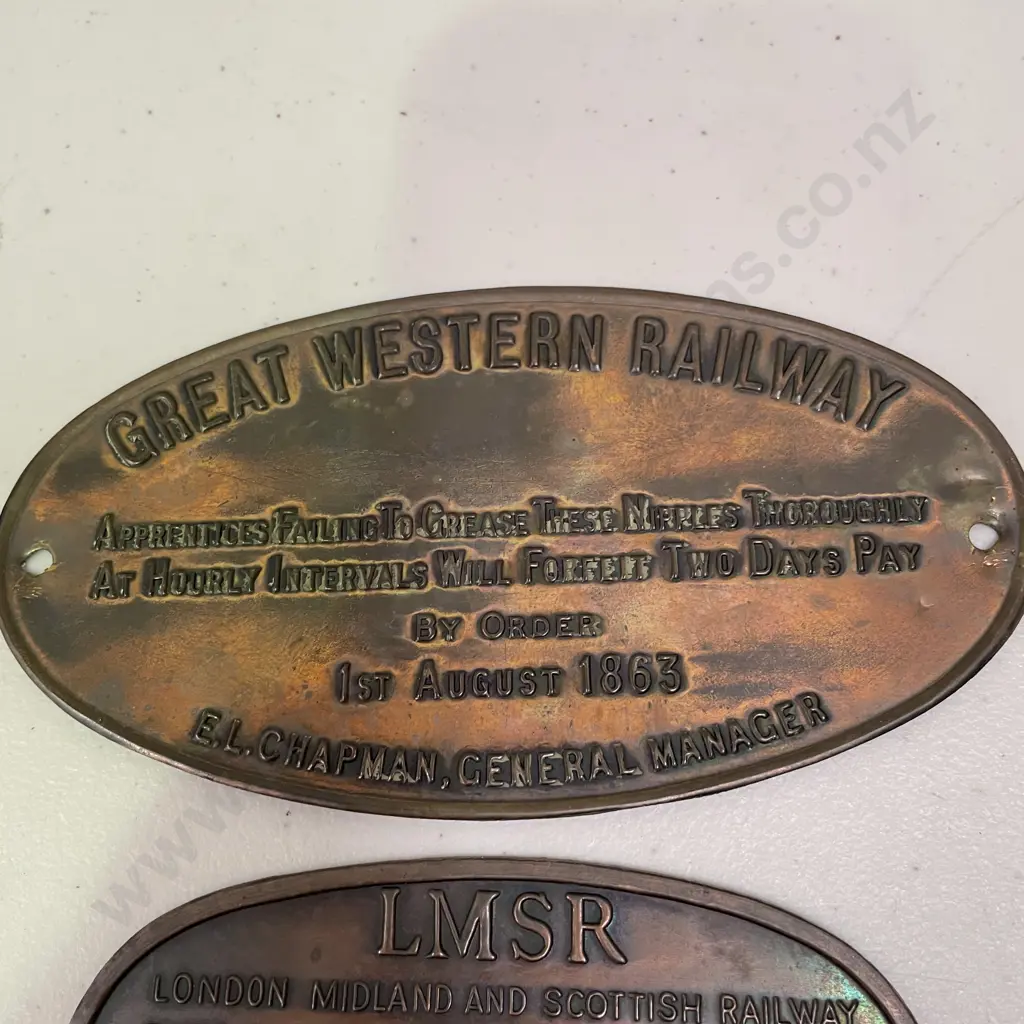 GREAT WESTERN RAILWAY
APPRENTICES FAILING TO GREASE THESE NIPPLES THOROUGHLY
AT HOURLY INTERVALS WILL FORFEIT TWO DAYS PAY
BY ORDER
1ST AUGUST 1863
E.L.CHAPMAN, GENERAL MANAGER
LMSR
LONDON MIDLAND AND SCOTTISH RAILWAY